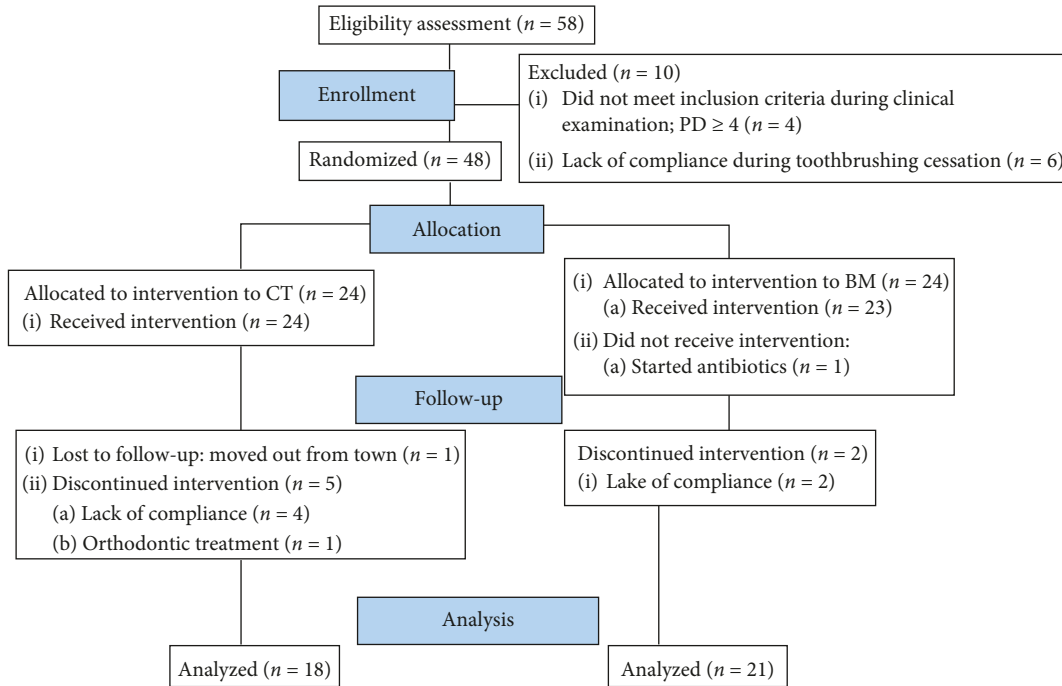 Eligibility assessment (n = 58)
Enrollment
Excluded (n = 10)
(i) Did not meet inclusion criteria during clinical
examination; PD ≥ 4 (n = 4)
(ii) Lack of compliance during toothbrushing cessation (n = 6)
Randomized (n = 48)
Allocation
Allocated to intervention to CT (n = 24)
(i) Received intervention (n = 24)
(i) Allocated to intervention to BM (n = 24)
(a) Received intervention (n = 23)
(ii) Did not receive intervention:
(a) Started antibiotics (n = 1)
Follow-up
(i) Lost to follow-up: moved out from town (n = 1)
(ii) Discontinued intervention (n = 5)
(a) Lack of compliance (n = 4)
(b) Orthodontic treatment (n = 1)
Discontinued intervention (n = 2)
(i) Lake of compliance (n = 2)
Analysis
Analyzed (n = 18)
Analyzed (n = 21)